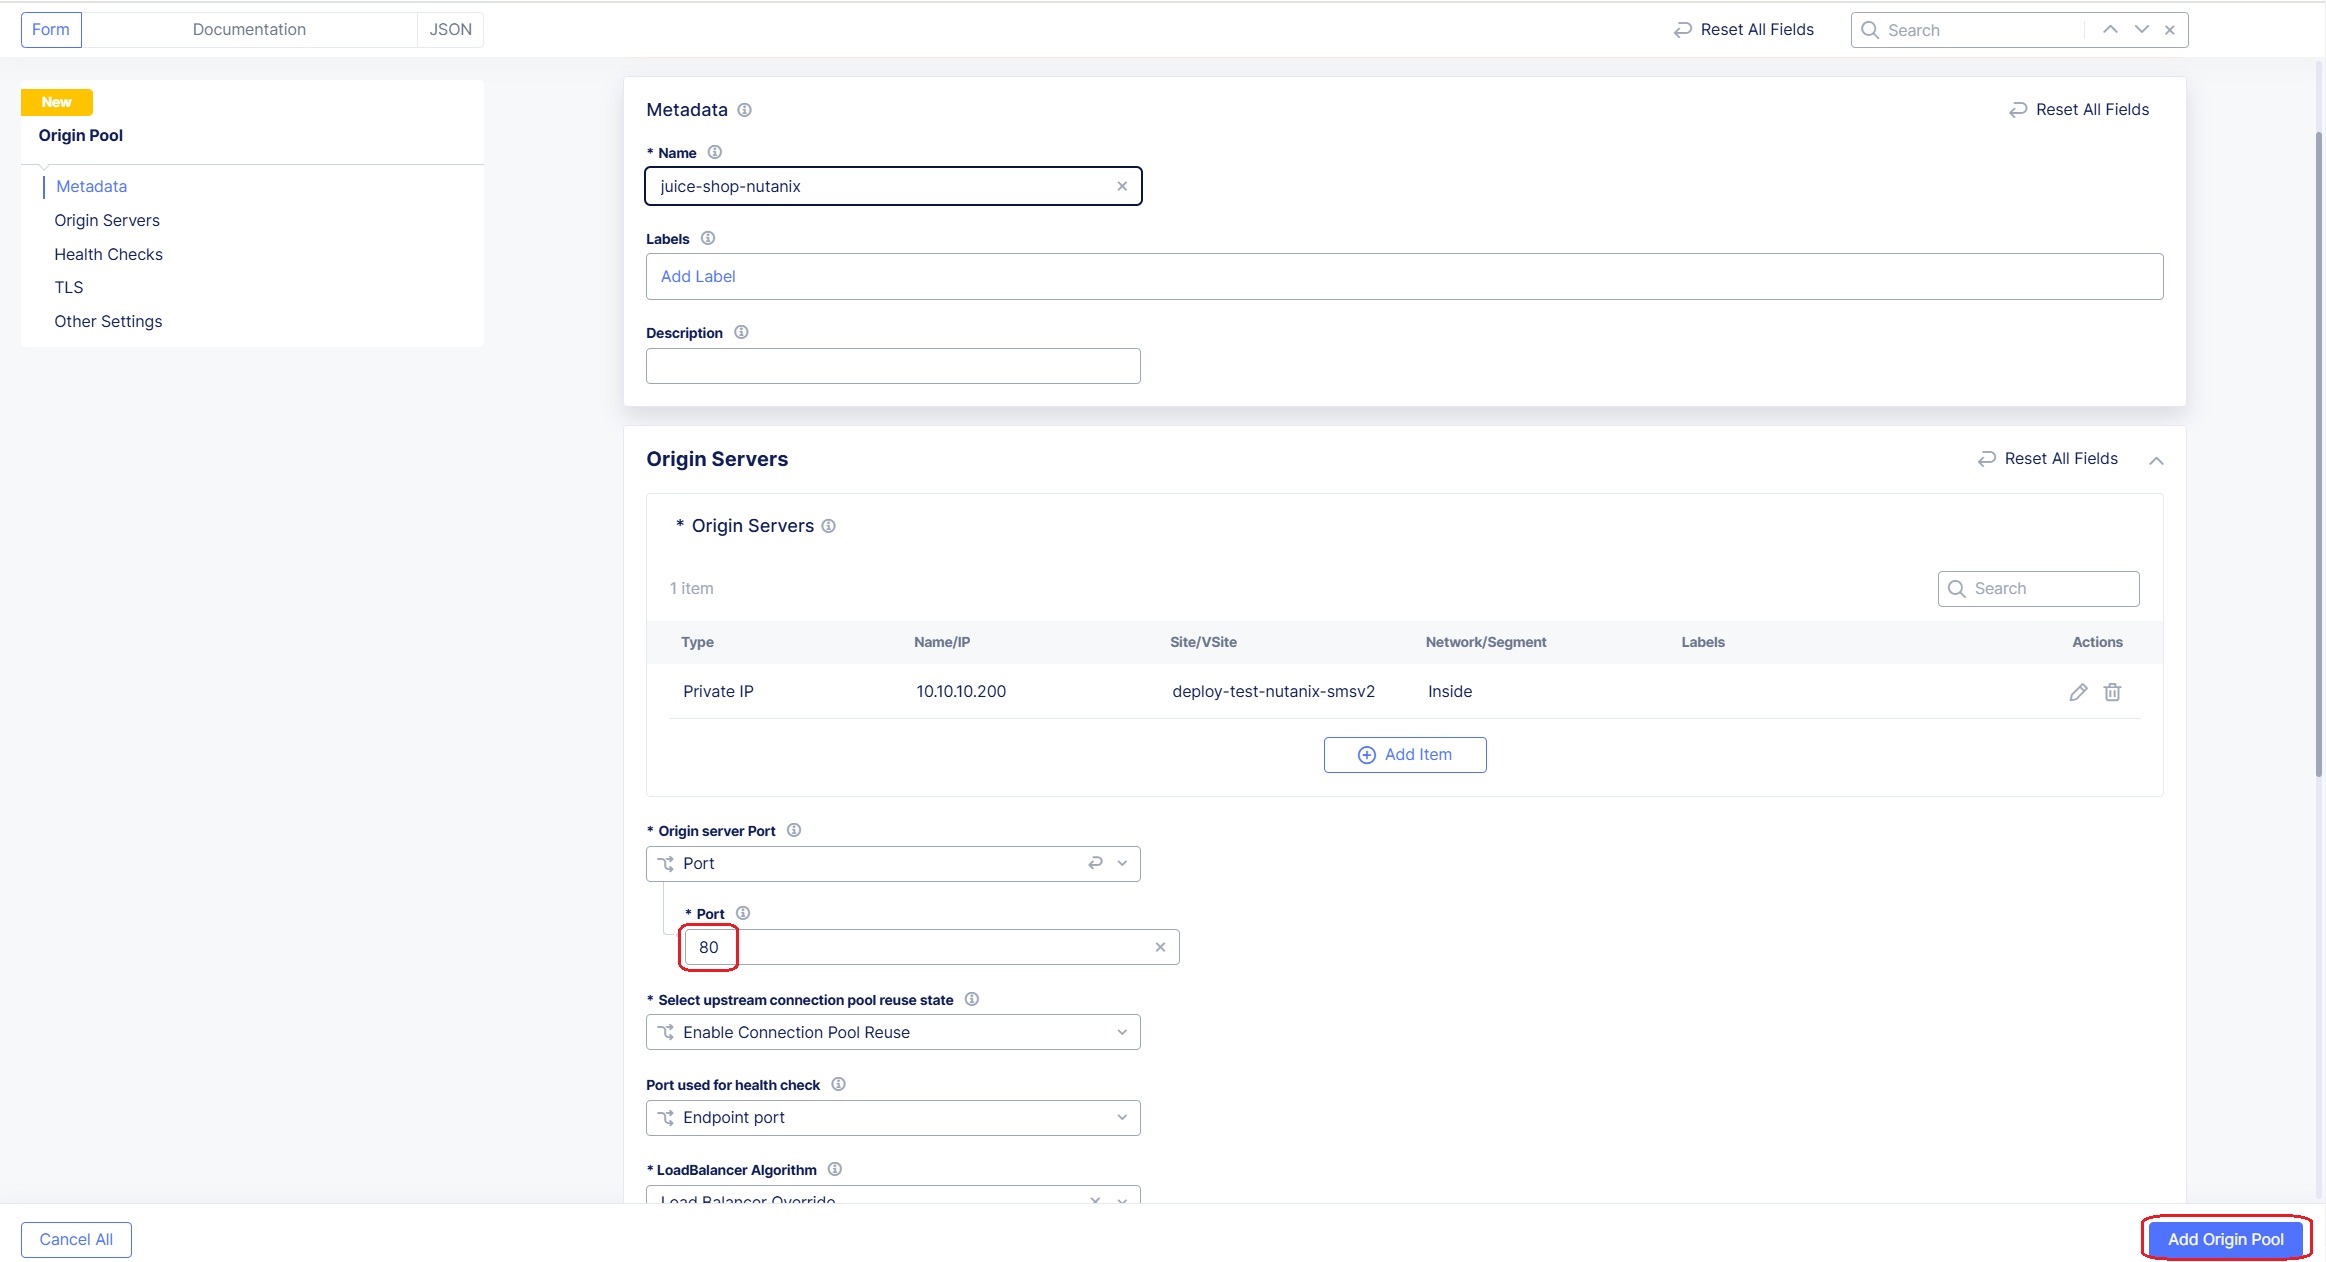 Form Documentation JSON Reset All Fields Search
New
Origin Pool
Metadata
Origin Servers
Health Checks
TLS
Other Settings
Metadata Reset All Fields
* Name
juice-shop-nutanix
Labels
Add Label
Description
Origin Servers Reset All Fields
* Origin Servers
1 item Search
Type Name/IP Site/VSite Network/Segment Labels Actions
Private IP 10.10.10.200 deploy-test-nutanix-smsv2 Inside
Add Item
* Origin server Port
Port
* Port
80
* Select upstream connection pool reuse state
Enable Connection Pool Reuse
Port used for health check
Endpoint port
* LoadBalancer Algorithm
Load Balancer Override
Cancel All Add Origin Pool